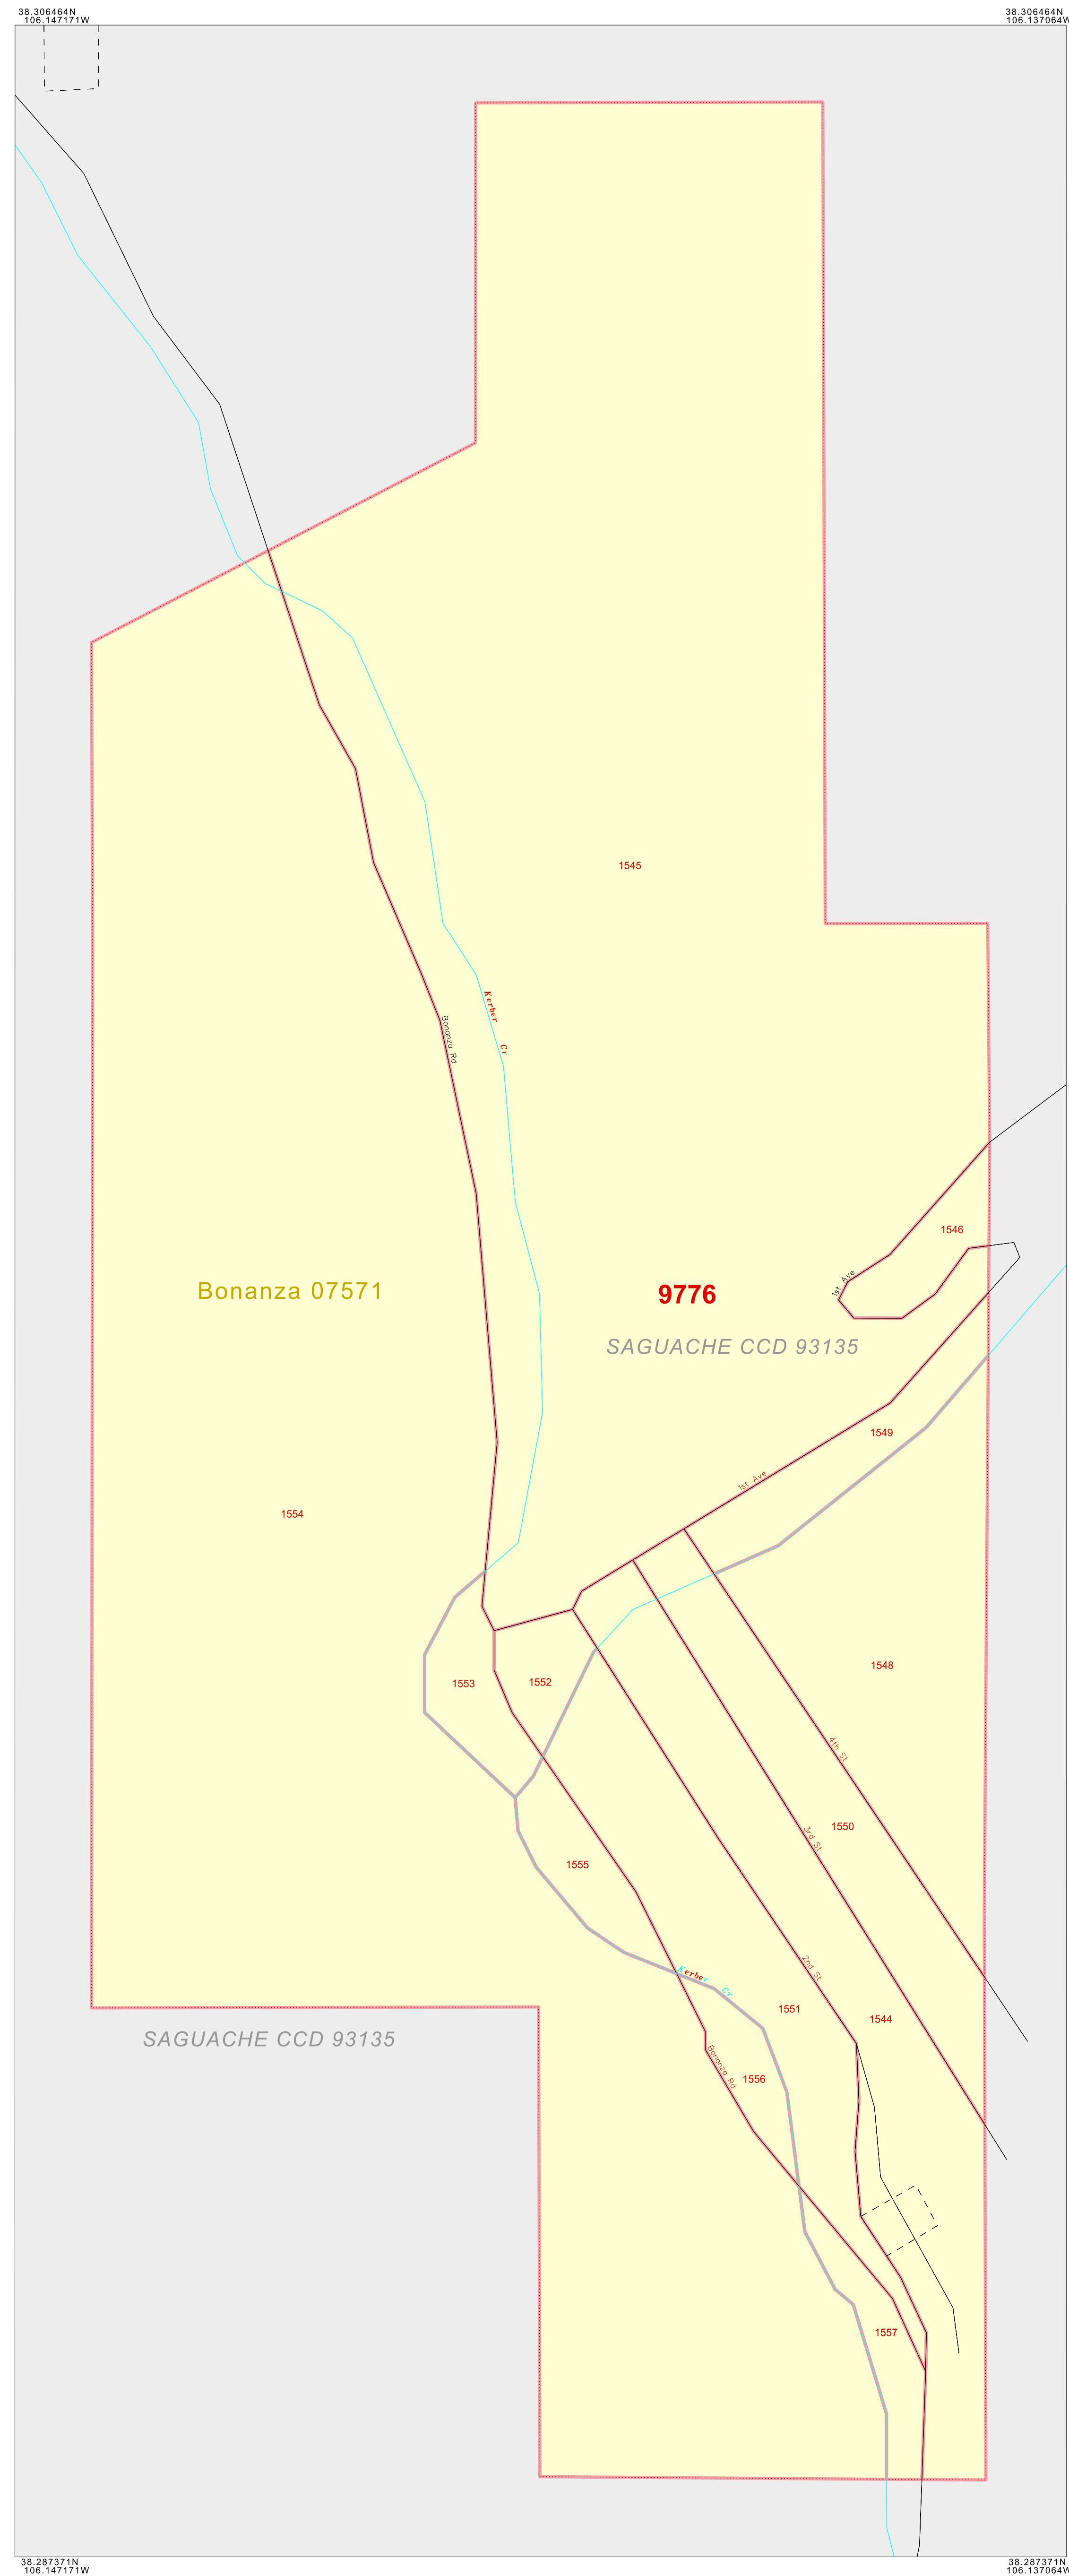 38.306464N
106.147171W
38.306464N
106.137064W
1545
Kerber Cr
Bonanza Rd
1546
1st Ave
Bonanza 07571
9776
SAGUACHE CCD 93135
1549
1st Ave
1554
1548
1553
1552
4th St
1550
3rd St
1555
2nd St
Kerber Cr
1551
1544
SAGUACHE CCD 93135
Bonanza Rd
1556
1557
38.287371N
106.147171W
38.287371N
106.137064W